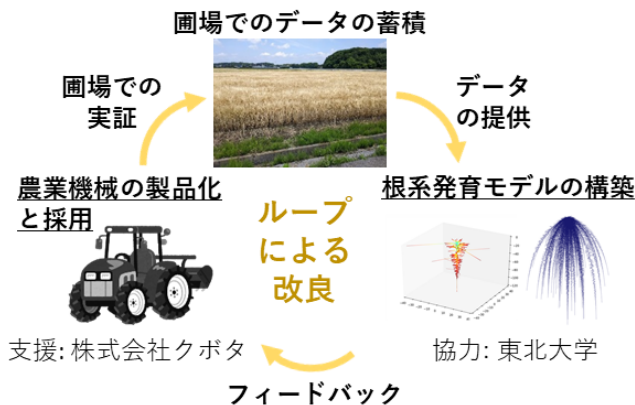 圃場でのデータの蓄積
圃場での
実証
データ
の提供
農業機械の製品化
と採用
ループ
による
改良
根系発育モデルの構築
支援: 株式会社クボタ
協力: 東北大学
フィードバック